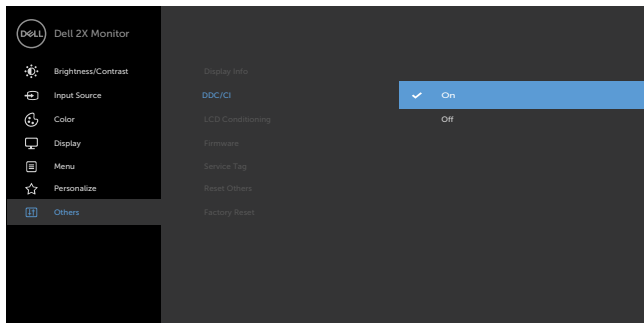 DELL
Dell 2X Monitor
Brightness/Contrast
Input Source
Color
Display
Menu
Personalize
Others
Display Info
DDC/CI
LCD Conditioning
Firmware
Service Tag
Reset Others
Factory Reset
On
Off